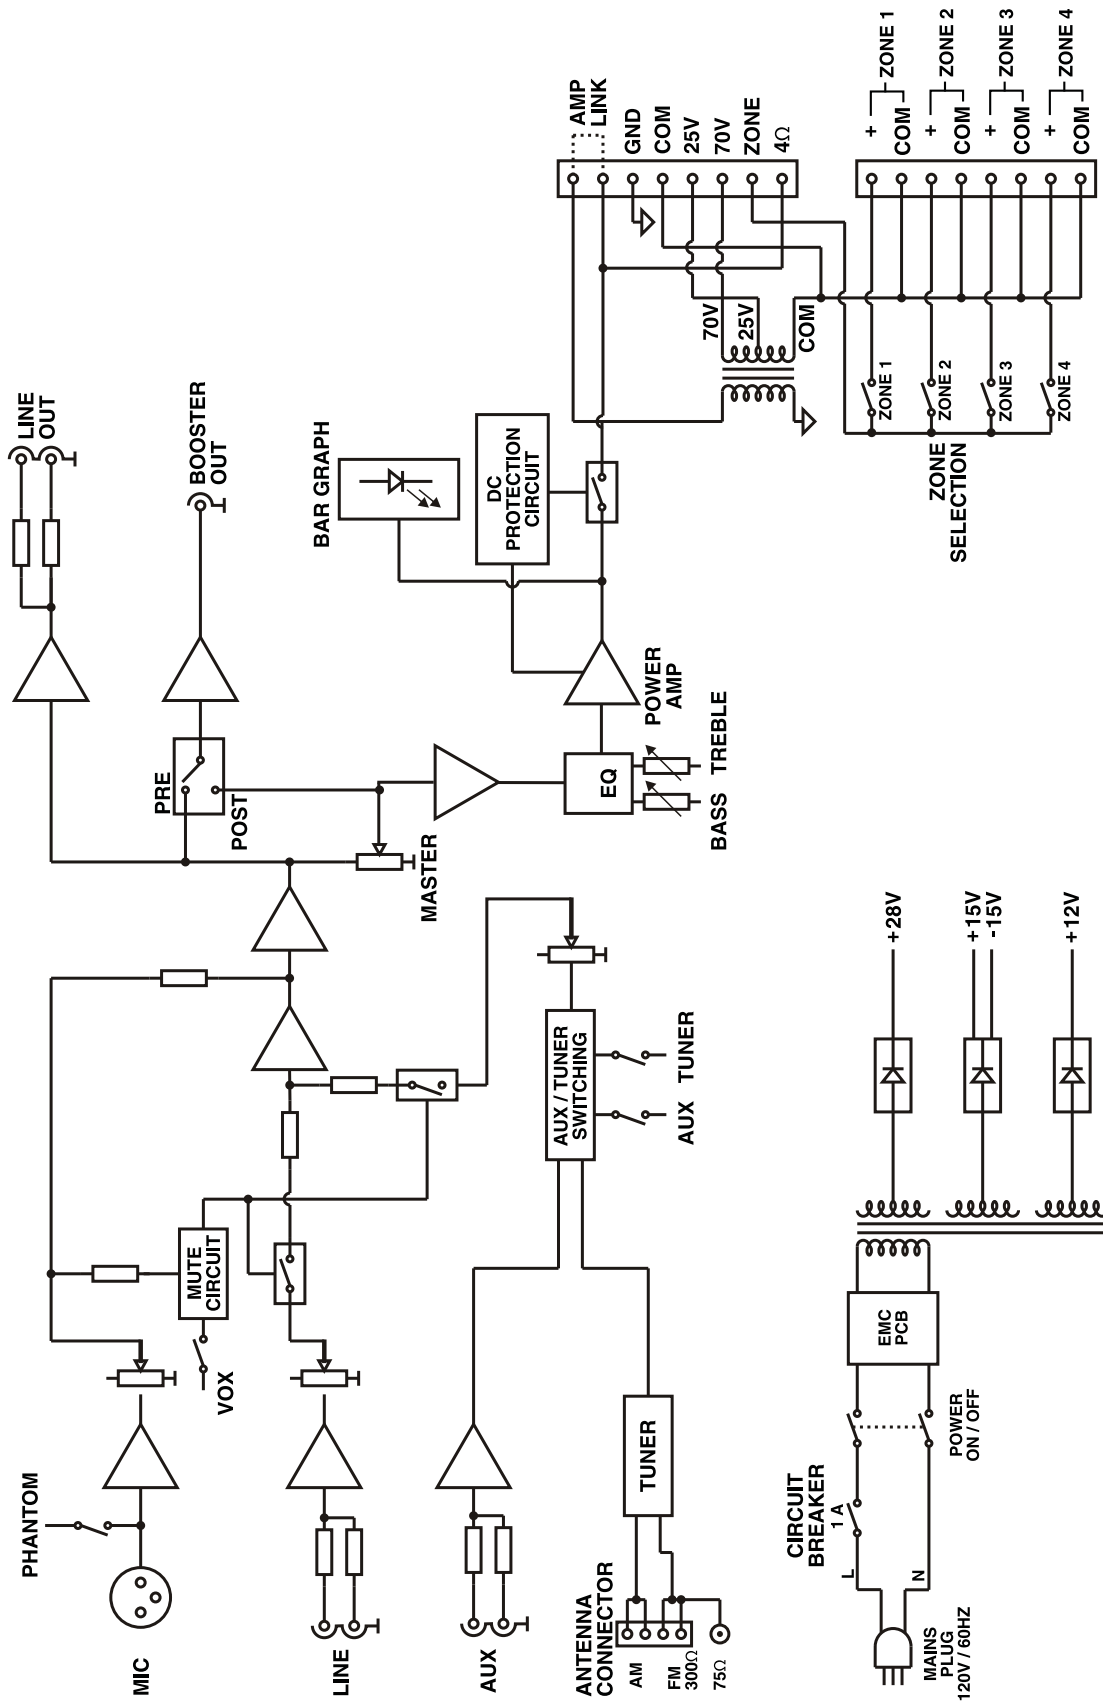 MIC
PHANTOM
VOX
MUTE
CIRCUIT
LINE
AUX
ANTENNA
CONNECTOR
AM
FM
300Ω
75Ω
TUNER
AUX / TUNER
SWITCHING
AUX
TUNER
MASTER
PRE
POST
LINE
OUT
BOOSTER
OUT
EQ
BASS
TREBLE
POWER
AMP
BAR GRAPH
DC
PROTECTION
CIRCUIT
70V
25V
COM
AMP
LINK
GND
COM
25V
70V
ZONE
4Ω
ZONE 1
ZONE 2
ZONE 3
ZONE 4
ZONE
SELECTION
+
COM
ZONE 1
+
COM
ZONE 2
+
COM
ZONE 3
+
COM
ZONE 4
MAINS
PLUG
120V / 60HZ
L
N
CIRCUIT
BREAKER
1 A
POWER
ON / OFF
EMC
PCB
+28V
+15V
-15V
+12V